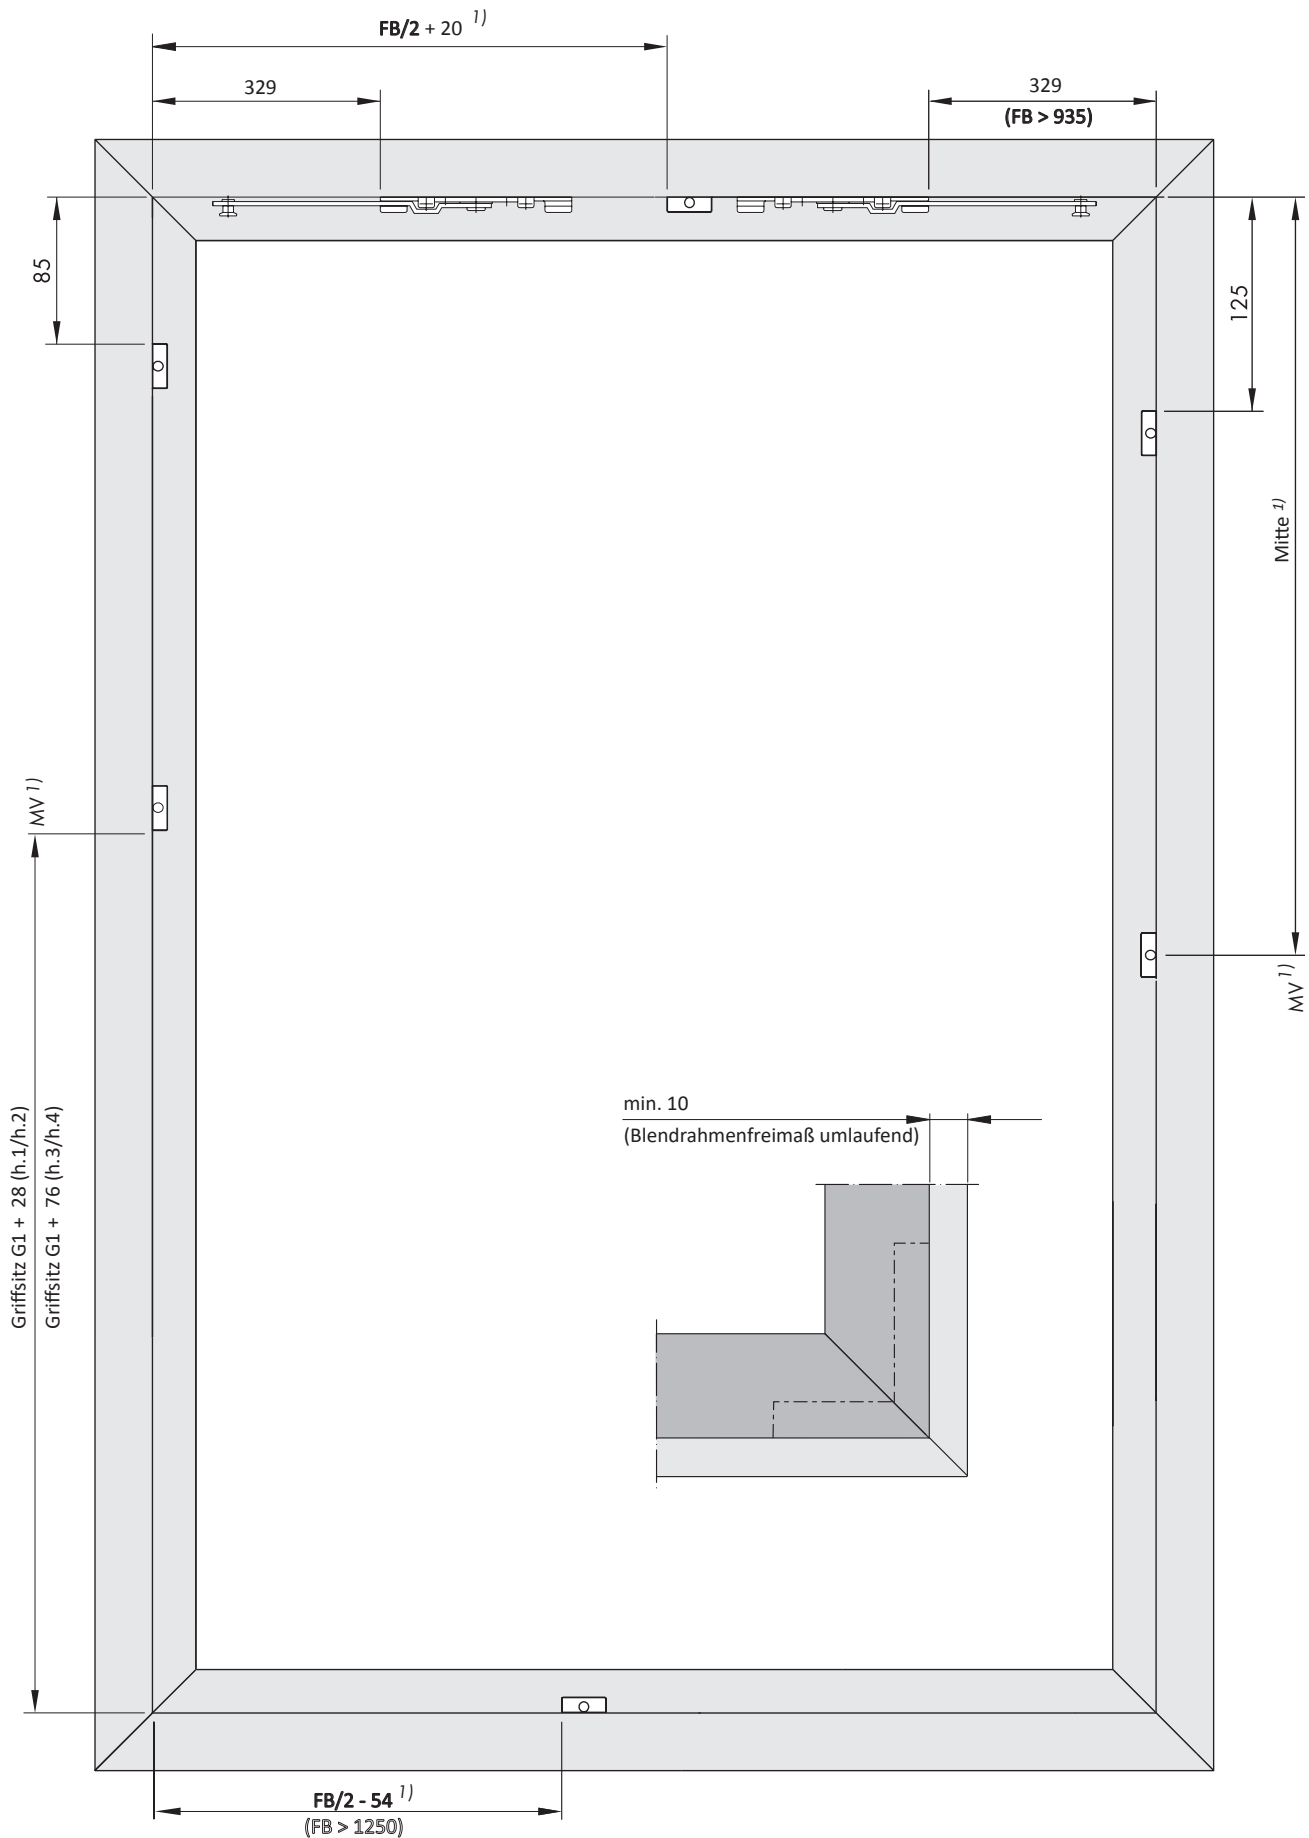 FB/2 + 20 1)
329
329
(FB > 935)
85
125
Mitte 1)
MV 1)
MV 1)
min. 10
(Blendrahmenfreimaß umlaufend)
Griffsitz G1 + 28 (h.1/h.2)
Griffsitz G1 + 76 (h.3/h.4)
FB/2 - 54 1)
(FB > 1250)